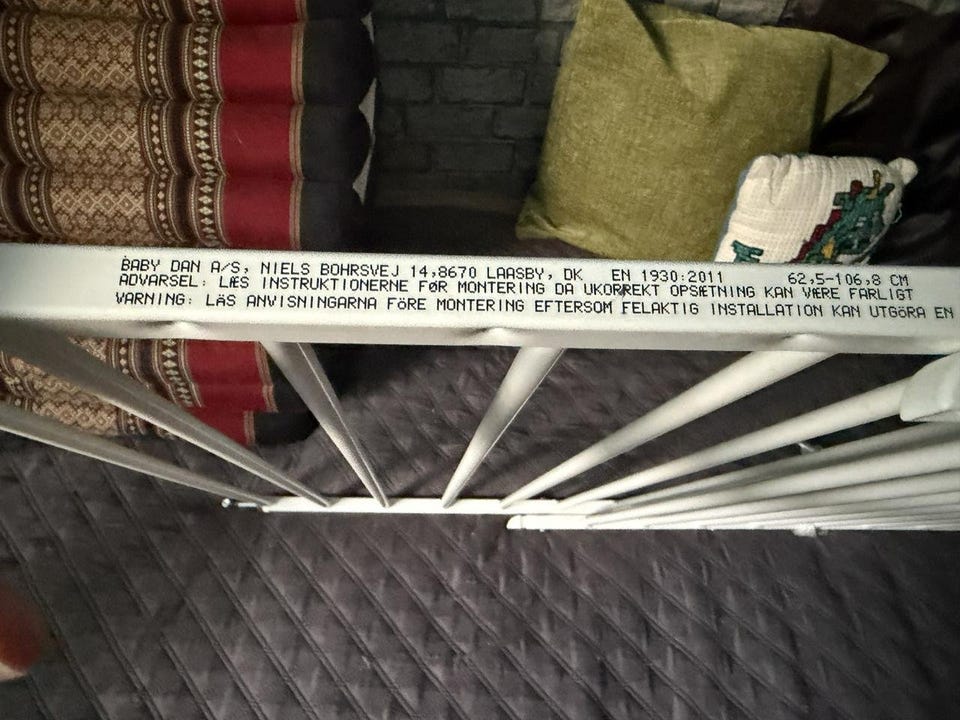 BABY DAN A/S, NIELS BOHRSVEJ 14,8670 LAASBY, DK EN 1930:2011 62,5-106,8 CM
ADVARSEL: LÆS INSTRUKTIONERNE FØR MONTERING DA UKORREKT OPSÆTNING KAN VÆRE FARLIGT
VARNING: LäS ANVISNINGARNA FöRE MONTERING EFTERSOM FELAKTIG INSTALLATION KAN UTGöRA EN